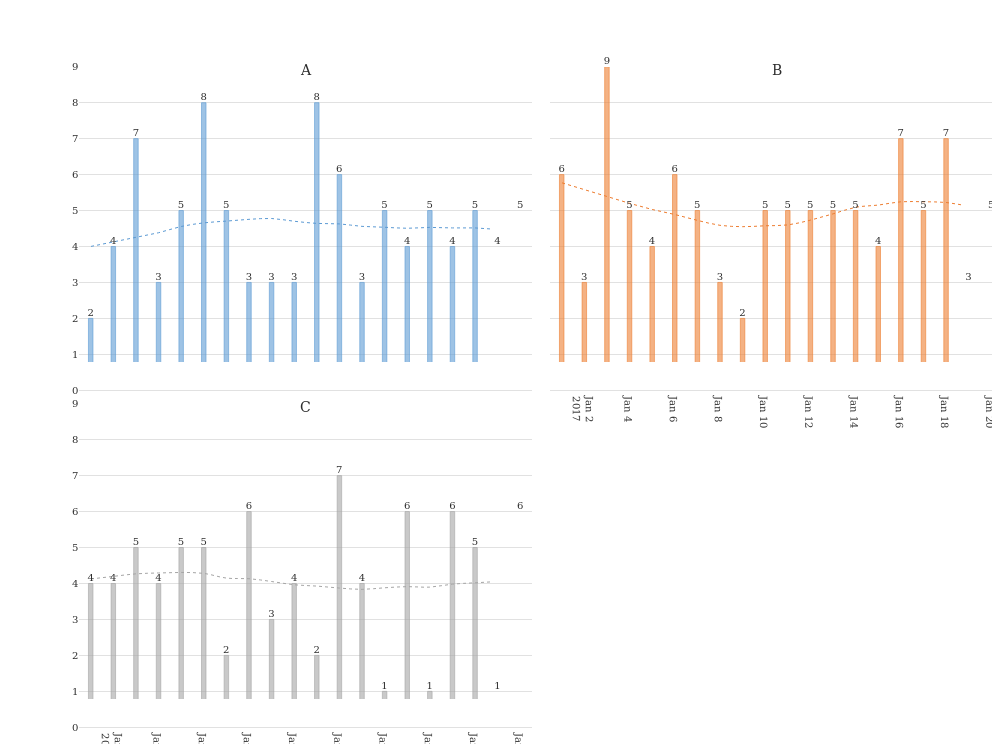 A
9
8
7
6
5
4
3
2
1
0
2 4 7 3 5 8 5 3 3 3 8 6 3 5 4 5 4 5 4 5
B
6 3 9 5 4 6 5 3 2 5 5 5 5 5 4 7 5 7 3 5
Jan 2
2017
Jan 4
Jan 6
Jan 8
Jan 10
Jan 12
Jan 14
Jan 16
Jan 18
Jan 20
C
9
8
7
6
5
4
3
2
1
0
4 4 5 4 5 5 2 6 3 4 2 7 4 1 6 1 6 5 1 6